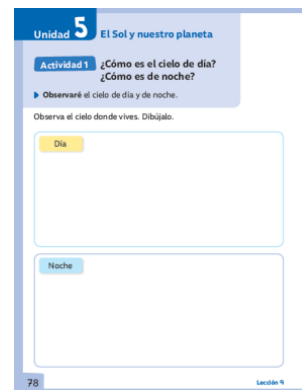 Unidad 5 El Sol y nuestro planeta
Actividad 1 ¿Cómo es el cielo de día?
¿Cómo es de noche?
Observaré el cielo de día y de noche.
Observa el cielo donde vives. Dibújalo.
Día
Noche
78 Lección 9